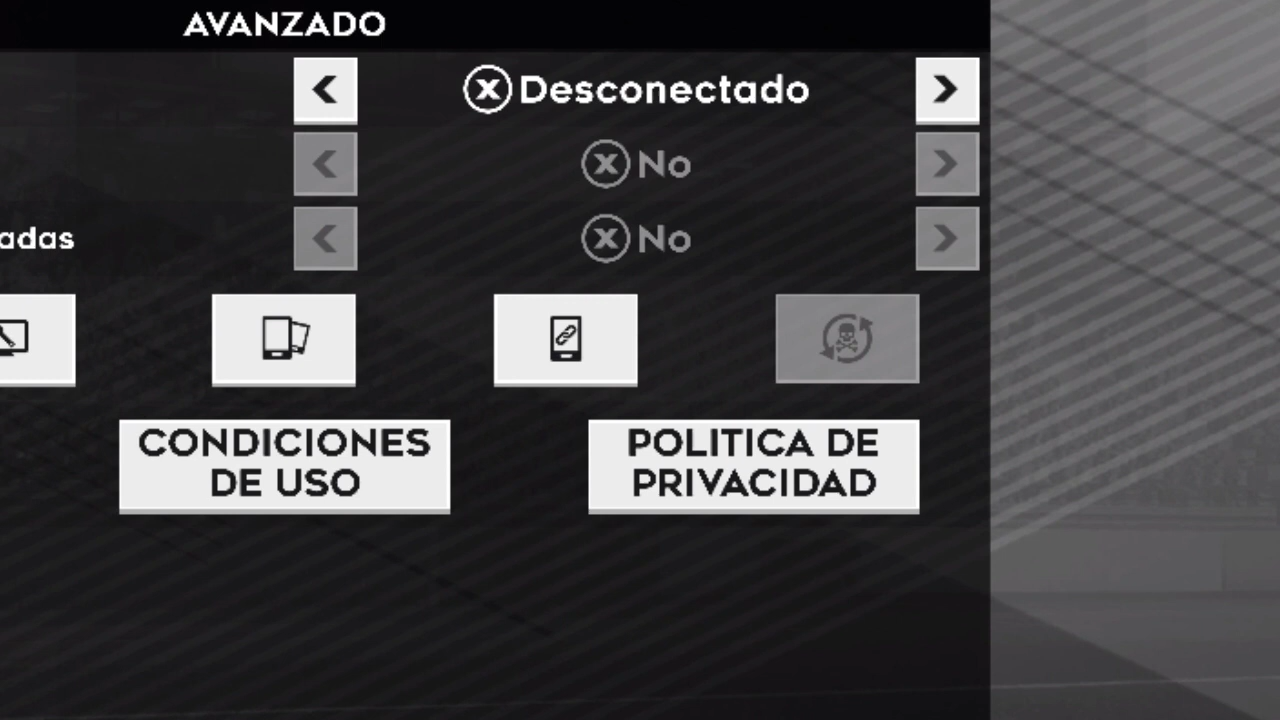 AVANZADO
Desconectado
No
adas
No
CONDICIONES
DE USO
POLITICA DE
PRIVACIDAD